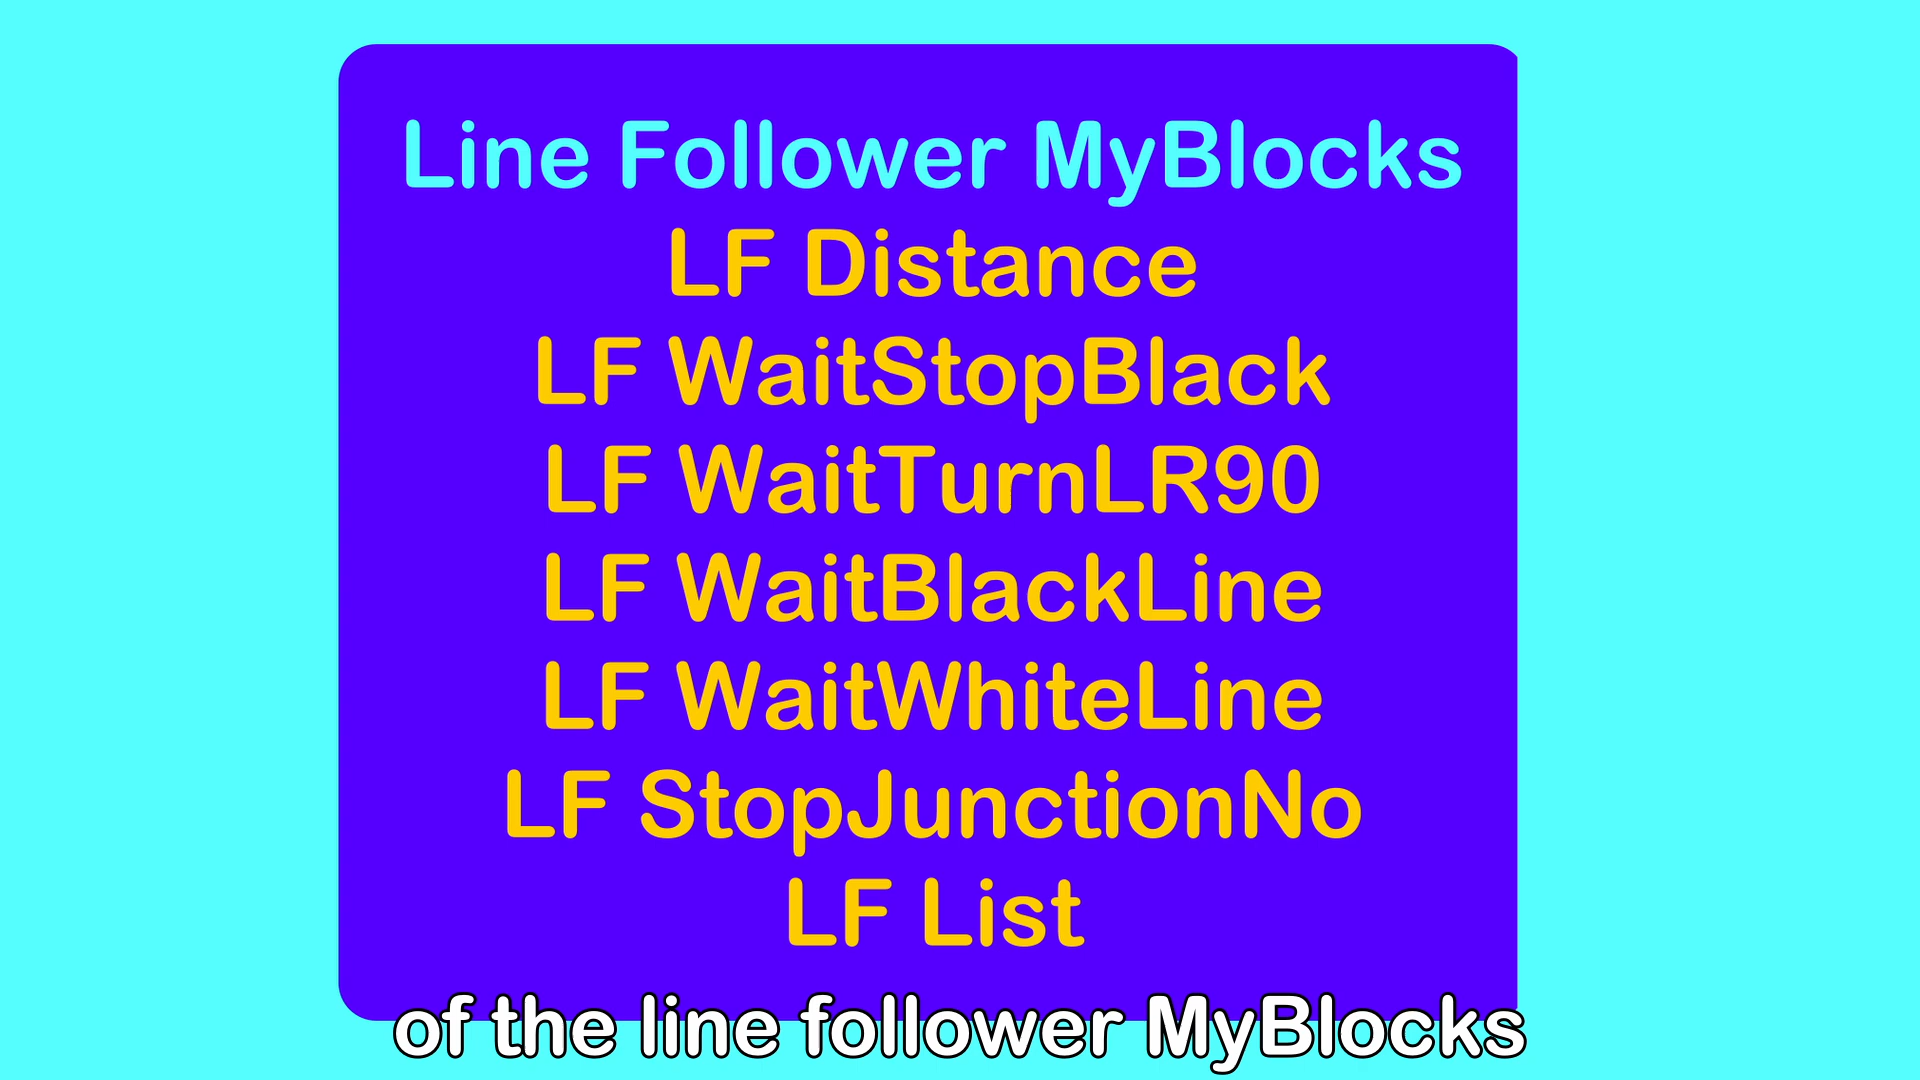 Line Follower MyBlocks
LF Distance
LF WaitStopBlack
LF WaitTurnLR90
LF WaitBlackLine
LF WaitWhiteLine
LF StopJunctionNo
LF List
of the line follower MyBlocks